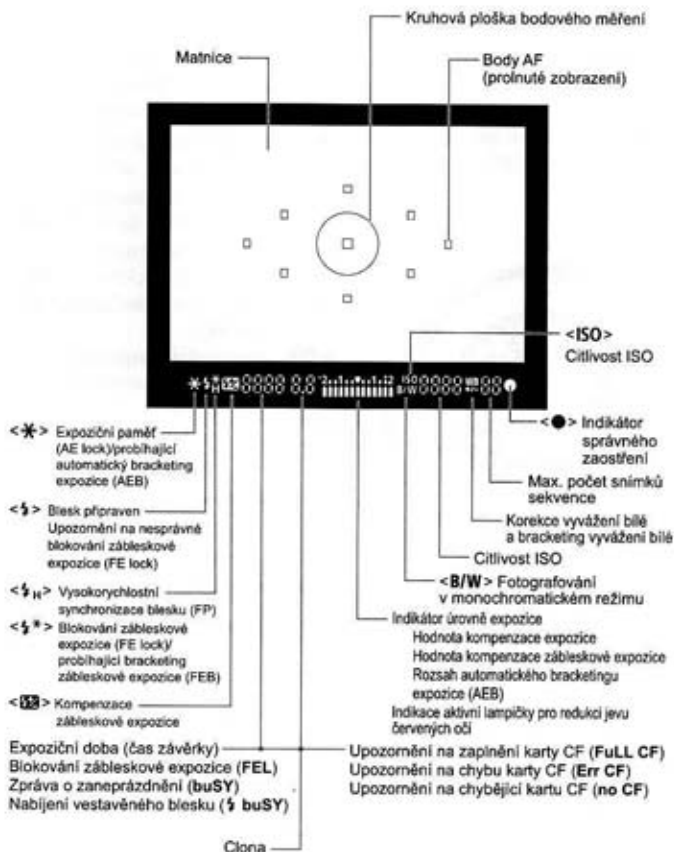 Kruhová ploška bodového měření
Matnice
Body AF
(prolnuté zobrazení)
<ISO>
Citlivost ISO
<✱> Expoziční paměť
(AE lock)/probíhající
automatický bracketing
expozice (AEB)
<⚡> Blesk připraven
Upozornění na nesprávné
blokování zábleskové
expozice (FE lock)
<⚡H> Vysokorychlostní
synchronizace blesku (FP)
<⚡*> Blokování zábleskové
expozice (FE lock)/
probíhající bracketing
zábleskové expozice (FEB)
<Kompenzace
zábleskové expozice
<●> Indikátor
správného
zaostření
Max. počet snímků
sekvence
Korekce vyvážení bílé
a bracketing vyvážení bílé
Citlivost ISO
<B/W> Fotografování
v monochromatickém režimu
Indikátor úrovně expozice
Hodnota kompenzace expozice
Hodnota kompenzace zábleskové expozice
Rozsah automatického bracketingu
expozice (AEB)
Indikace aktivní lampičky pro redukci jevu
červených očí
Expoziční doba (čas závěrky)
Blokování zábleskové expozice (FEL)
Zpráva o zaneprázdnění (buSY)
Nabíjení vestavěného blesku (⚡ buSY)
Upozornění na zaplnění karty CF (FuLL CF)
Upozornění na chybu karty CF (Err CF)
Upozornění na chybějící kartu CF (no CF)
Clona